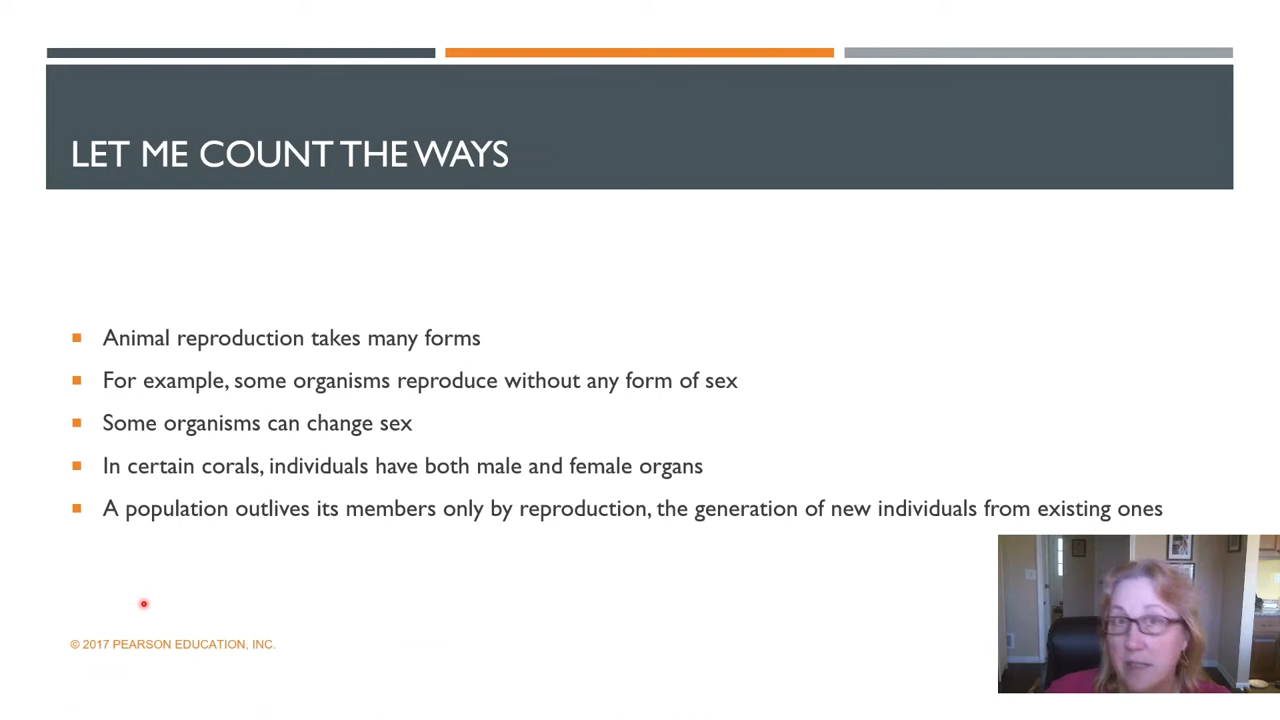 LET ME COUNT THE WAYS
Animal reproduction takes many forms
For example, some organisms reproduce without any form of sex
Some organisms can change sex
In certain corals, individuals have both male and female organs
A population outlives its members only by reproduction, the generation of new individuals from existing ones
© 2017 PEARSON EDUCATION, INC.